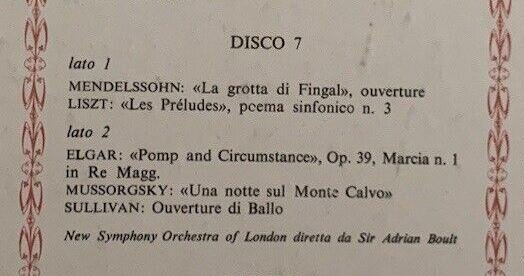 DISCO 7
lato 1
MENDELSSOHN: «La grotta di Fingal», ouverture
LISZT: «Les Préludes», pcema sinfonico n. 3
lato 2
ELGAR: «Pomp and Circumstance», Op. 39, Marcia n. 1
in Re Magg.
MUSSORGSKY: «Una notte sul Monte Calvo»
SULLIVAN: Ouverture di Ballo
New Symphony Orchestra of London diretta da Sir Adrian Boult